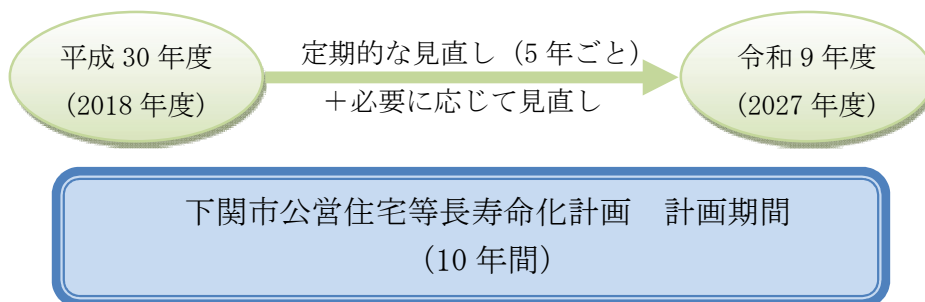 平成 30 年度
(2018 年度)
定期的な見直し（5 年ごと）
＋必要に応じて見直し
令和 9 年度
(2027 年度)
下関市公営住宅等長寿命化計画　計画期間
（10 年間）